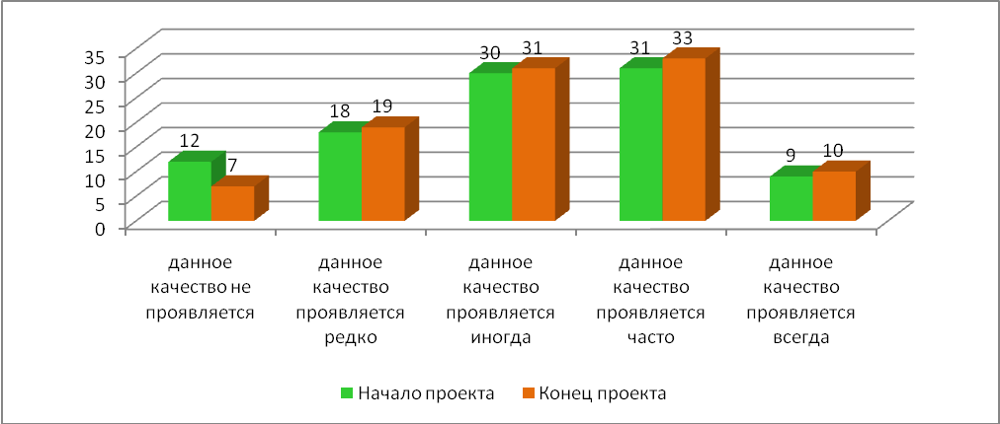 35
30
25
20
15
10
5
0
12
7
18
19
30
31
31
33
9
10
данное
качество не
проявляется
данное
качество
проявляется
редко
данное
качество
проявляется
иногда
данное
качество
проявляется
часто
данное
качество
проявляется
всегда
Начало проекта
Конец проекта